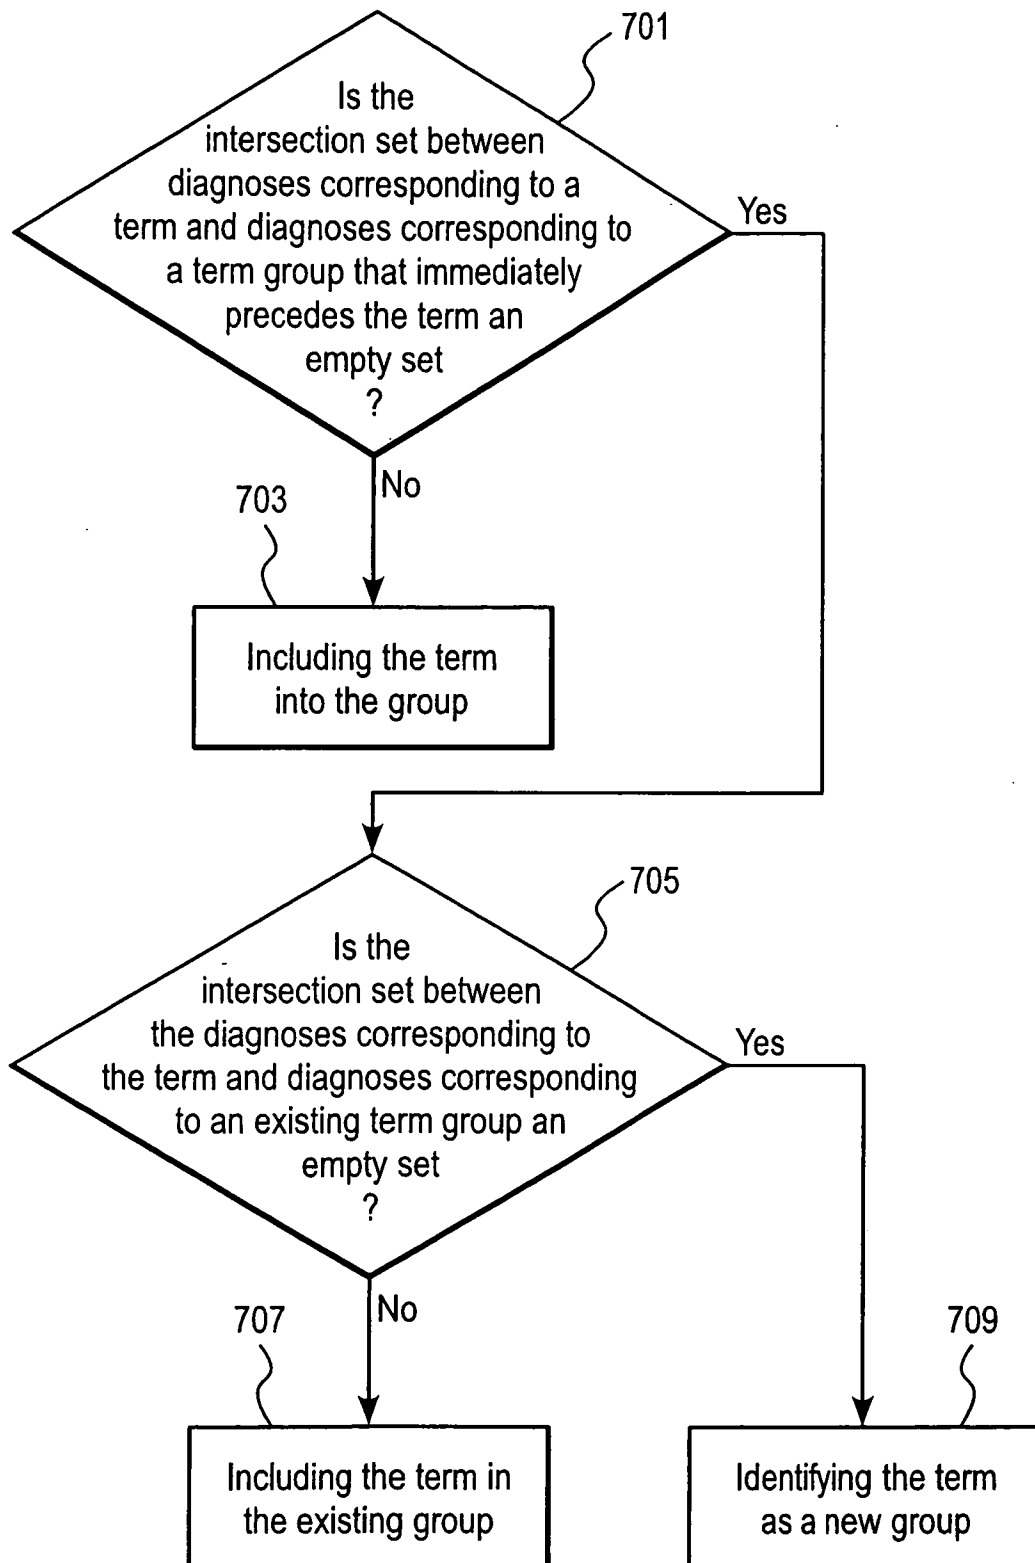 701
Is the
intersection set between
diagnoses corresponding to a
term and diagnoses corresponding to
a term group that immediately
precedes the term an
empty set
?
Yes
No
703
Including the term
into the group
705
Is the
intersection set between
the diagnoses corresponding to
the term and diagnoses corresponding
to an existing term group an
empty set
?
Yes
No
707
Including the term in
the existing group
709
Identifying the term
as a new group